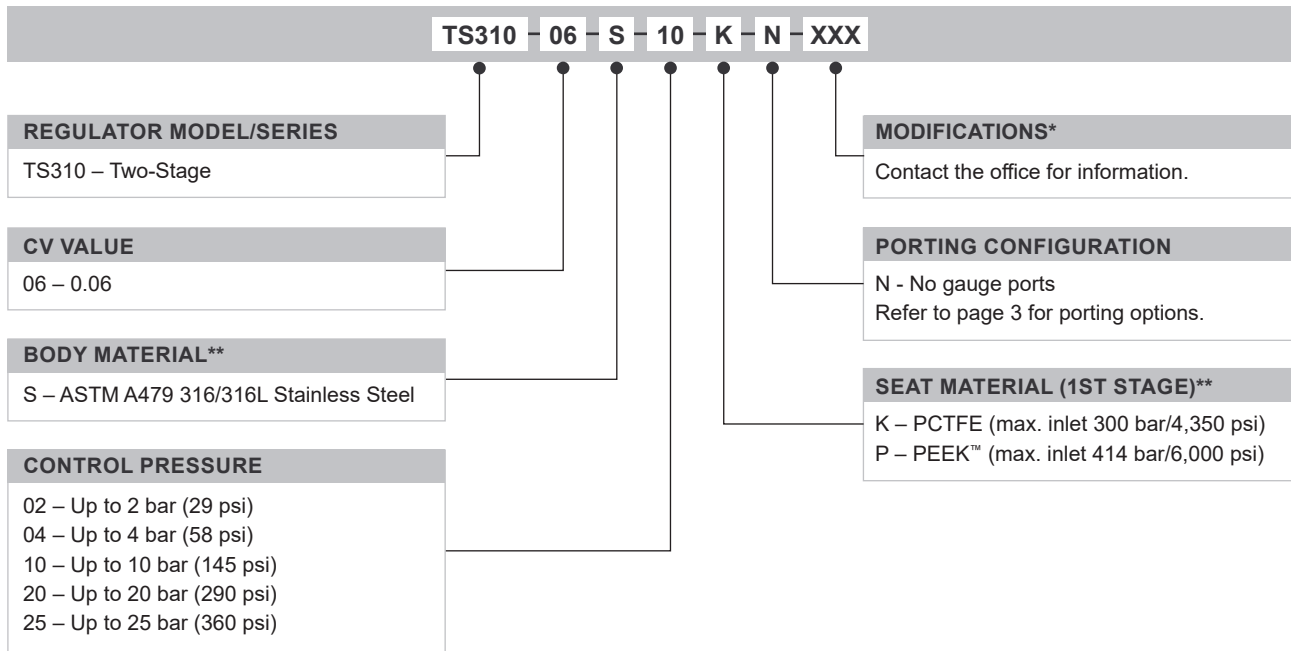 TS310 - 06 - S - 10 - K - N - XXX
REGULATOR MODEL/SERIES
TS310 – Two-Stage
CV VALUE
06 – 0.06
BODY MATERIAL**
S – ASTM A479 316/316L Stainless Steel
CONTROL PRESSURE
02 – Up to 2 bar (29 psi)
04 – Up to 4 bar (58 psi)
10 – Up to 10 bar (145 psi)
20 – Up to 20 bar (290 psi)
25 – Up to 25 bar (360 psi)
MODIFICATIONS*
Contact the office for information.
PORTING CONFIGURATION
N - No gauge ports
Refer to page 3 for porting options.
SEAT MATERIAL (1ST STAGE)**
K – PCTFE (max. inlet 300 bar/4,350 psi)
P – PEEK™ (max. inlet 414 bar/6,000 psi)